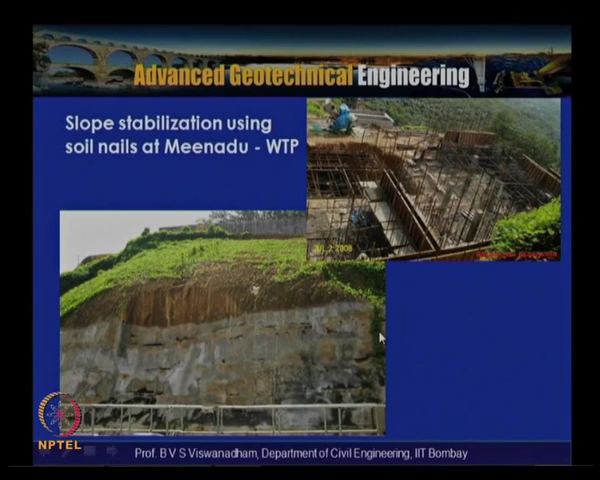 Advanced Geotechnical Engineering
Slope stabilization using
soil nails at Meenadu - WTP
JUL 2 2008
NPTEL
Prof. B V S Viswanadham, Department of Civil Engineering, IIT Bombay